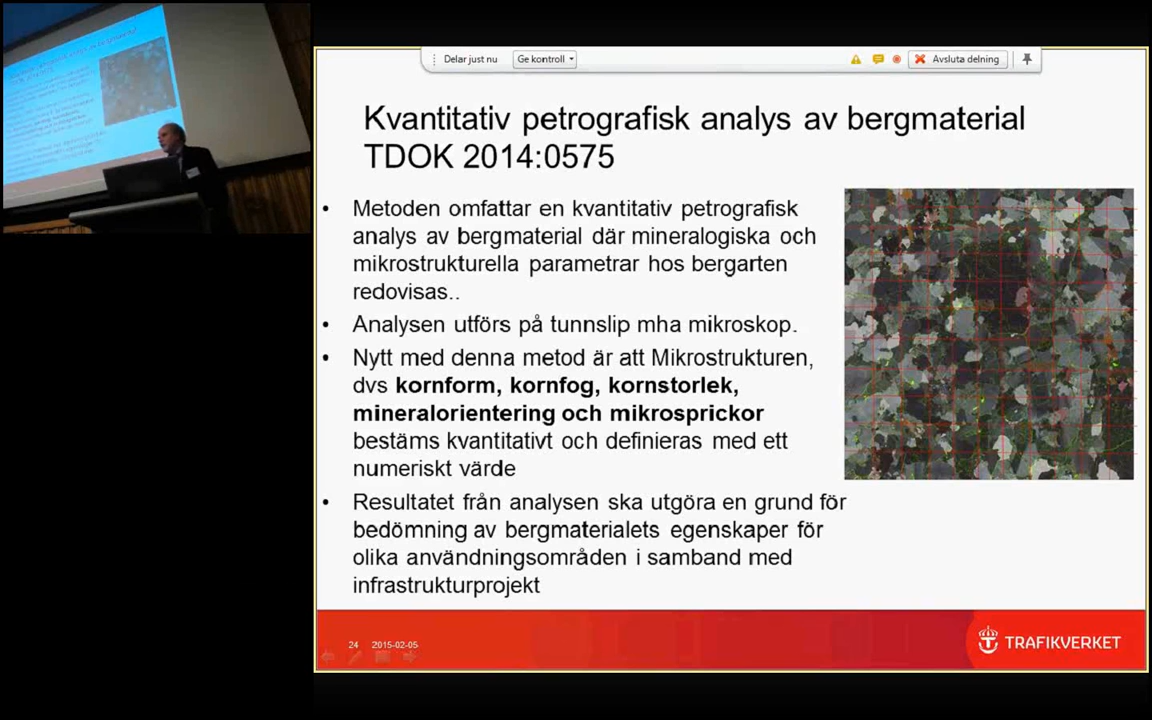 Delar just nu
Ge kontroll
Avsluta delning
Kvantitativ petrografisk analys av bergmaterial
TDOK 2014:0575
• Metoden omfattar en kvantitativ petrografisk
analys av bergmaterial där mineralogiska och
mikrostrukturella parametrar hos bergarten
redovisas..
• Analysen utförs på tunnslip mha mikroskop.
• Nytt med denna metod är att Mikrostrukturen,
dvs kornform, kornfog, kornstorlek,
mineralorientering och mikrosprickor
bestäms kvantitativt och definieras med ett
numeriskt värde
• Resultatet från analysen ska utgöra en grund för
bedömning av bergmaterialets egenskaper för
olika användningsområden i samband med
infrastrukturprojekt
24 2015-02-05
TRAFIKVERKET